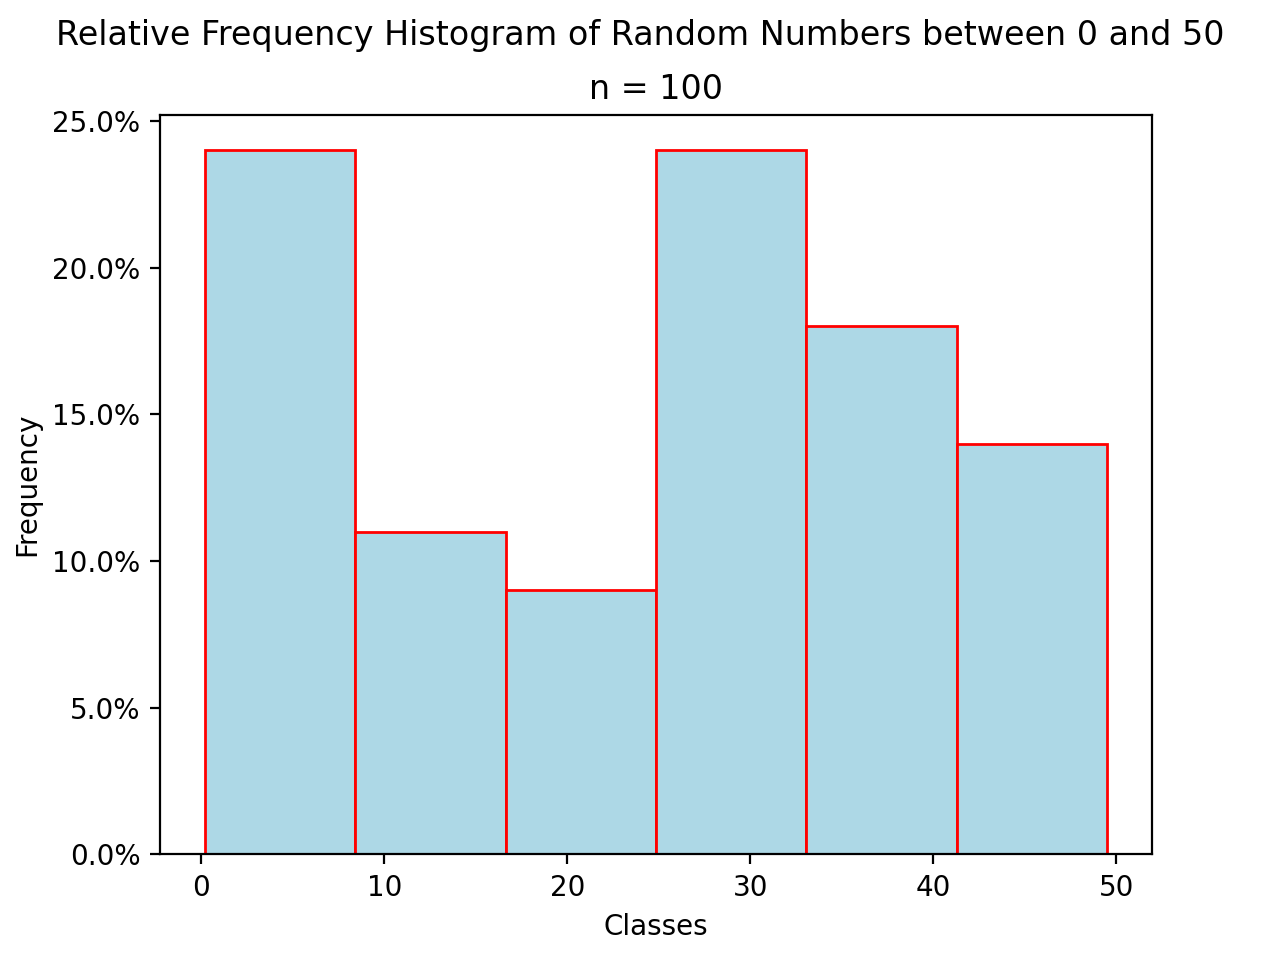 Relative Frequency Histogram of Random Numbers between 0 and 50
n = 100
25.0%
20.0%
15.0%
10.0%
5.0%
0.0%
Frequency
0 10 20 30 40 50
Classes